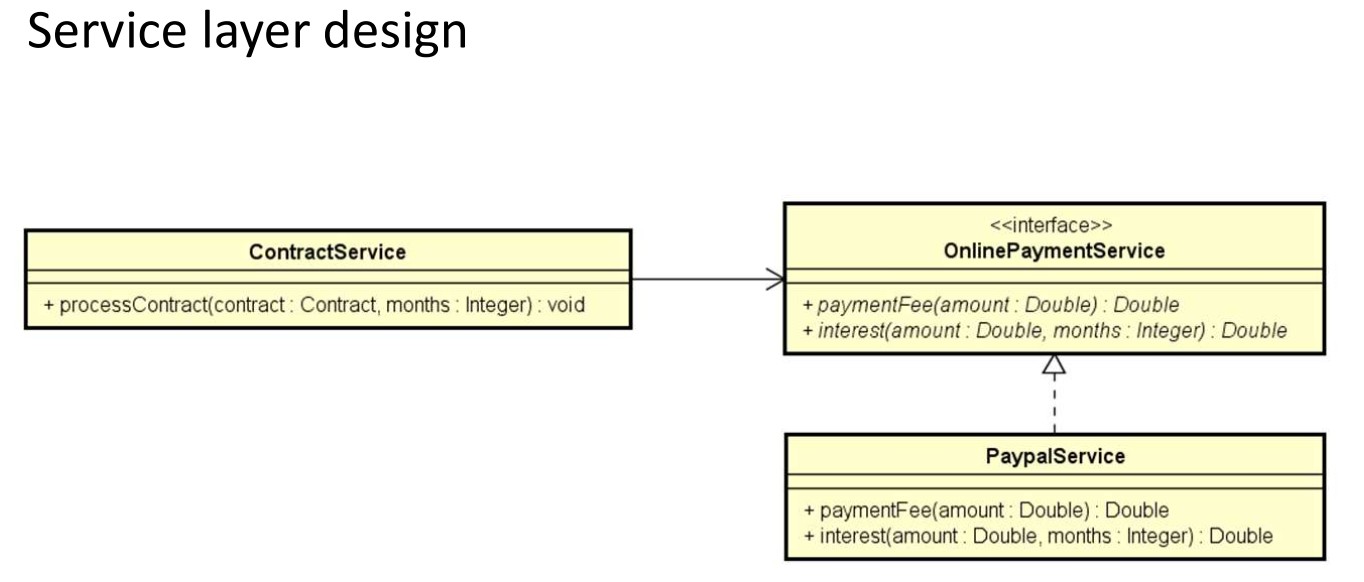 Service layer design
ContractService
+ processContract(contract : Contract, months : Integer) : void
<<interface>>
OnlinePaymentService
+ paymentFee(amount : Double) : Double
+ interest(amount : Double, months : Integer) : Double
PaypalService
+ paymentFee(amount : Double) : Double
+ interest(amount : Double, months : Integer) : Double